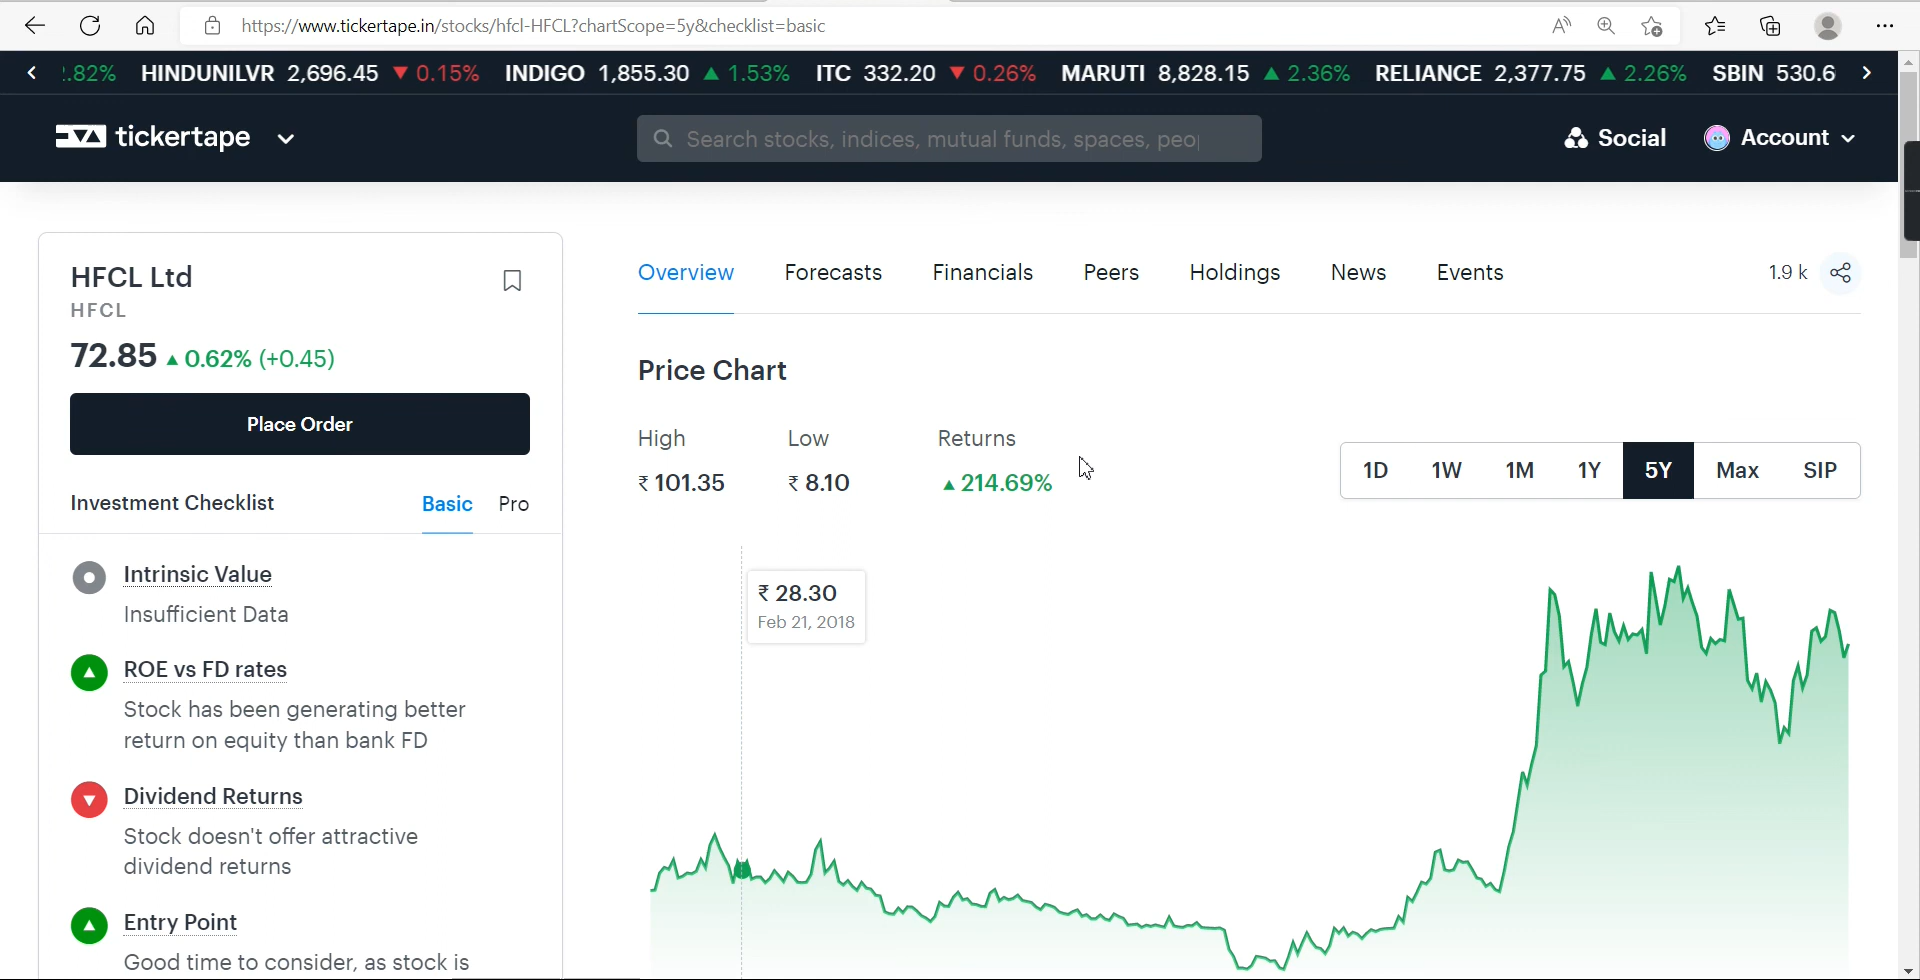 https://www.tickertape.in/stocks/hfcl-HFCL?chartScope=5y&checklist=basic
.82% HINDUNILVR 2,696.45 ▼ 0.15% INDIGO 1,855.30 ▲ 1.53% ITC 332.20 ▼ 0.26% MARUTI 8,828.15 ▲ 2.36% RELIANCE 2,377.75 ▲ 2.26% SBIN 530.6
tickertape
Search stocks, indices, mutual funds, spaces, peo
Social
Account
HFCL Ltd
HFCL
72.85 ▲ 0.62% (+0.45)
Place Order
Investment Checklist Basic Pro
Intrinsic Value
Insufficient Data
ROE vs FD rates
Stock has been generating better
return on equity than bank FD
Dividend Returns
Stock doesn't offer attractive
dividend returns
Entry Point
Good time to consider, as stock is
Overview Forecasts Financials Peers Holdings News Events 1.9 k
Price Chart
High Low Returns
₹ 101.35 ₹ 8.10 ▲ 214.69%
1D 1W 1M 1Y 5Y Max SIP
₹ 28.30
Feb 21, 2018